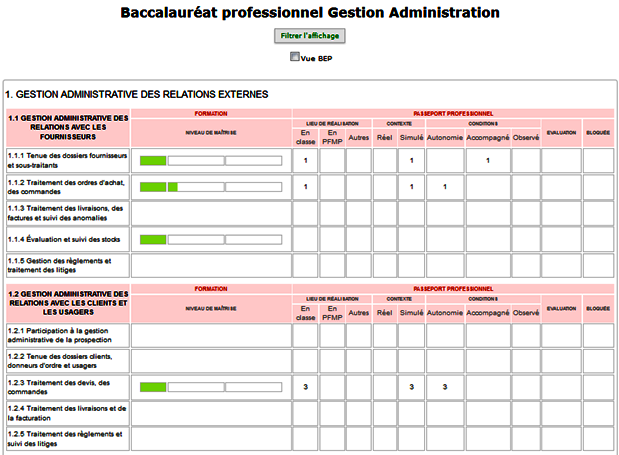 Baccalauréat professionnel Gestion Administration
Filtrer l'affichage
Vue BEP
1. GESTION ADMINISTRATIVE DES RELATIONS EXTERNES
1.1 GESTION ADMINISTRATIVE DES
RELATIONS AVEC LES
FOURNISSEURS
FORMATION
PASSEPORT PROFESSIONNEL
NIVEAU DE MAÎTRISE
LIEU DE RÉALISATION
CONTEXTE
CONDITIONS
EVALUATION
BLOQUÉE
En
classe
En
PFMP
Autres
Réel
Simulé
Autonomie
Accompagné
Observé
1.1.1 Tenue des dossiers fournisseurs
et sous-traitants
1
1
1
1.1.2 Traitement des ordres d'achat,
des commandes
1
1
1
1.1.3 Traitement des livraisons, des
factures et suivi des anomalies
1.1.4 Évaluation et suivi des stocks
1.1.5 Gestion des règlements et
traitement des litiges
1.2 GESTION ADMINISTRATIVE DES
RELATIONS AVEC LES CLIENTS ET
LES USAGERS
FORMATION
PASSEPORT PROFESSIONNEL
NIVEAU DE MAÎTRISE
LIEU DE RÉALISATION
CONTEXTE
CONDITIONS
EVALUATION
BLOQUÉE
En
classe
En
PFMP
Autres
Réel
Simulé
Autonomie
Accompagné
Observé
1.2.1 Participation à la gestion
administrative de la prospection
1.2.2 Tenue des dossiers clients,
donneurs d'ordre et usagers
1.2.3 Traitement des devis, des
commandes
3
3
3
1.2.4 Traitement des livraisons et de
la facturation
1.2.5 Traitement des règlements et
suivi des litiges